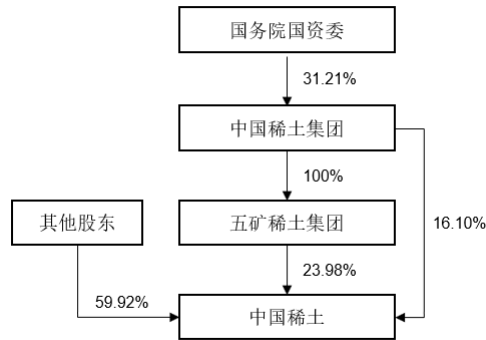 国务院国资委
31.21%
中国稀土集团
100%
16.10%
其他股东
五矿稀土集团
23.98%
59.92%
中国稀土